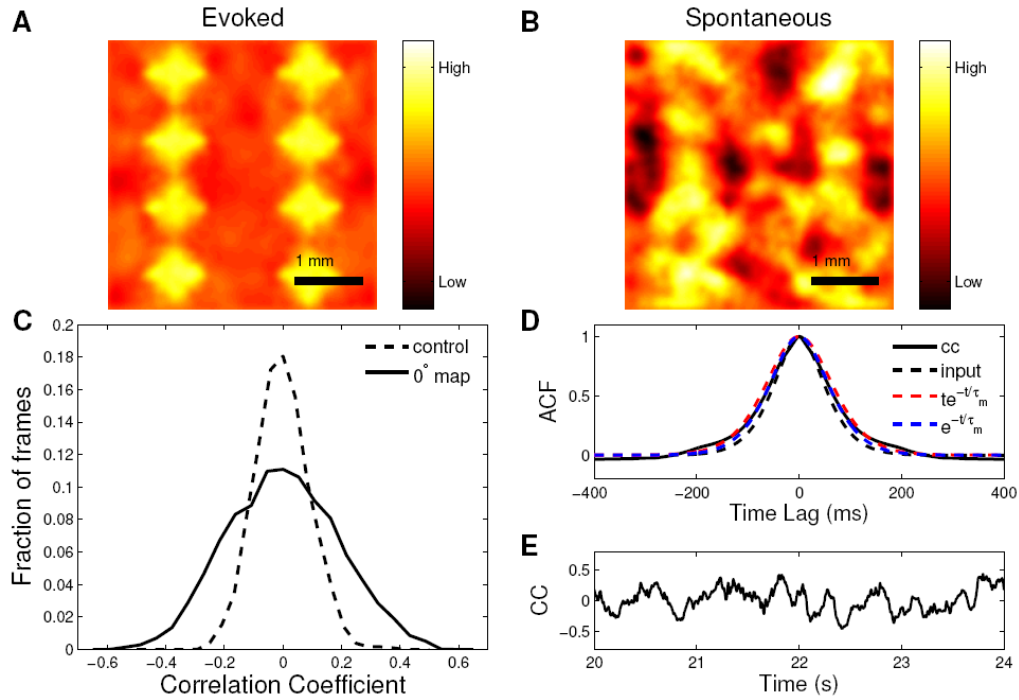 A Evoked
High
Low
1 mm
B Spontaneous
High
Low
1 mm
C
0.2
0.18
0.16
0.14
0.12
0.1
0.08
0.06
0.04
0.02
0
Fraction of frames
control
0° map
−0.6 −0.4 −0.2 0 0.2 0.4 0.6
Correlation Coefficient
D
1
0.5
0
ACF
cc
input
te^{-t/τ_m}
e^{-t/τ_m}
−400 −200 0 200 400
Time Lag (ms)
E
0.5
0
−0.5
CC
20 21 22 23 24
Time (s)